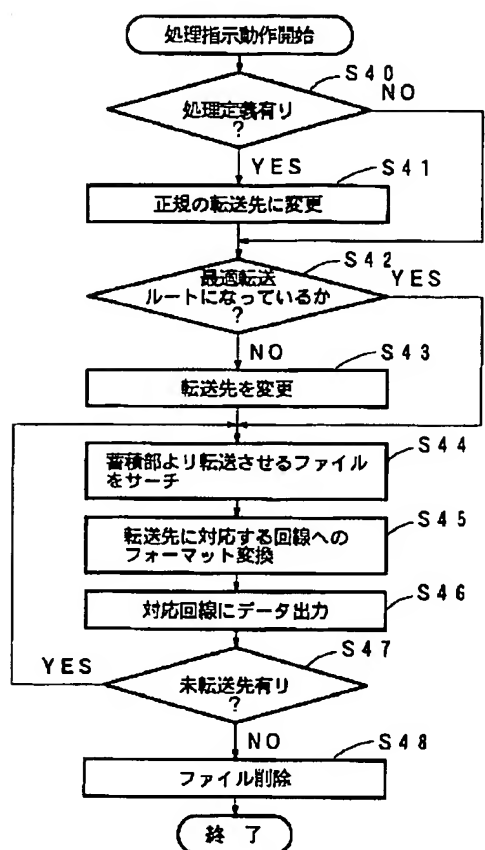 処理指示動作開始
S40
NO
処理定義有り
?
YES
S41
正規の転送先に変更
S42
最適転送
ルートになっているか
?
YES
NO
S43
転送先を変更
S44
蓄積部より転送させるファイル
をサーチ
S45
転送先に対応する回線への
フォーマット変換
S46
対応回線にデータ出力
S47
YES
未転送先有り
?
NO
S48
ファイル削除
終了